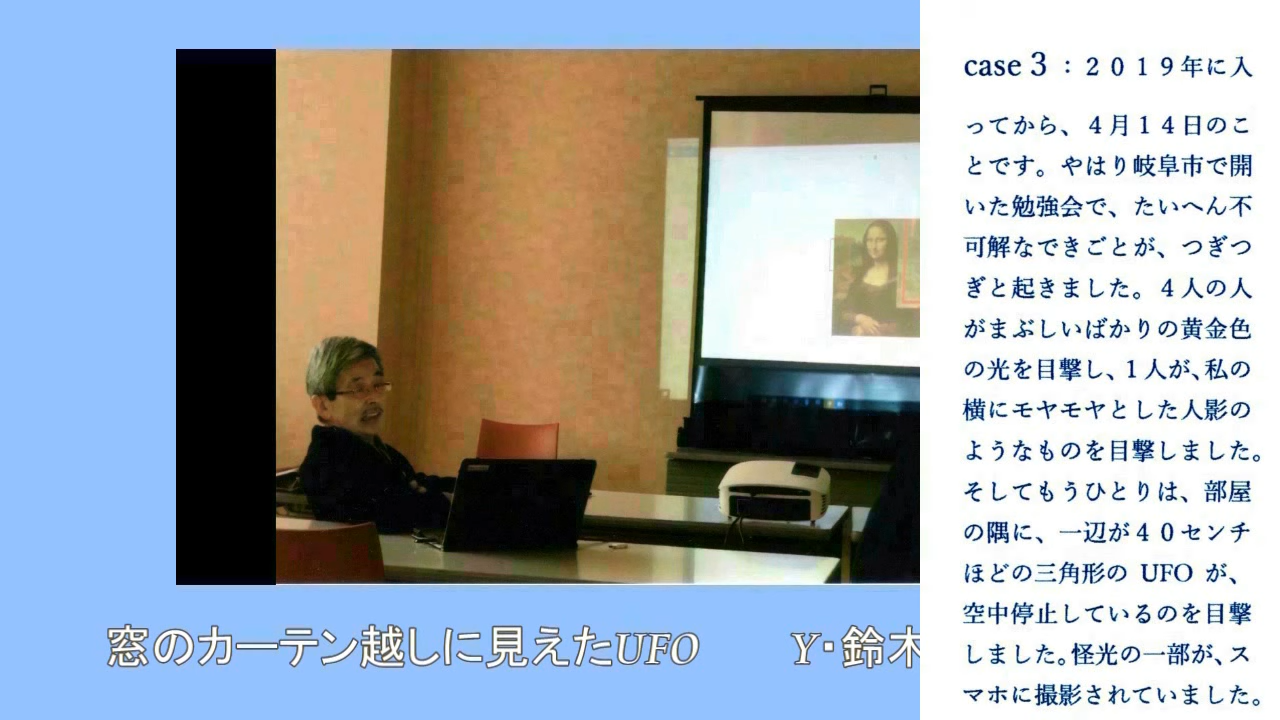 case 3：２０１９年に入
ってから、４月１４日のこ
とです。やはり岐阜市で開
いた勉強会で、たいへん不
可解なできごとが、つぎつ
ぎと起きました。４人の人
がまぶしいばかりの黄金色
の光を目撃し、１人が、私の
横にモヤモヤとした人影の
ようなものを目撃しました。
そしてもうひとりは、部屋
の隅に、一辺が４０センチ
ほどの三角形の UFO が、
空中停止しているのを目撃
しました。怪光の一部が、ス
マホに撮影されていました。
窓のカーテン越しに見えたUFO　　Y・鈴木